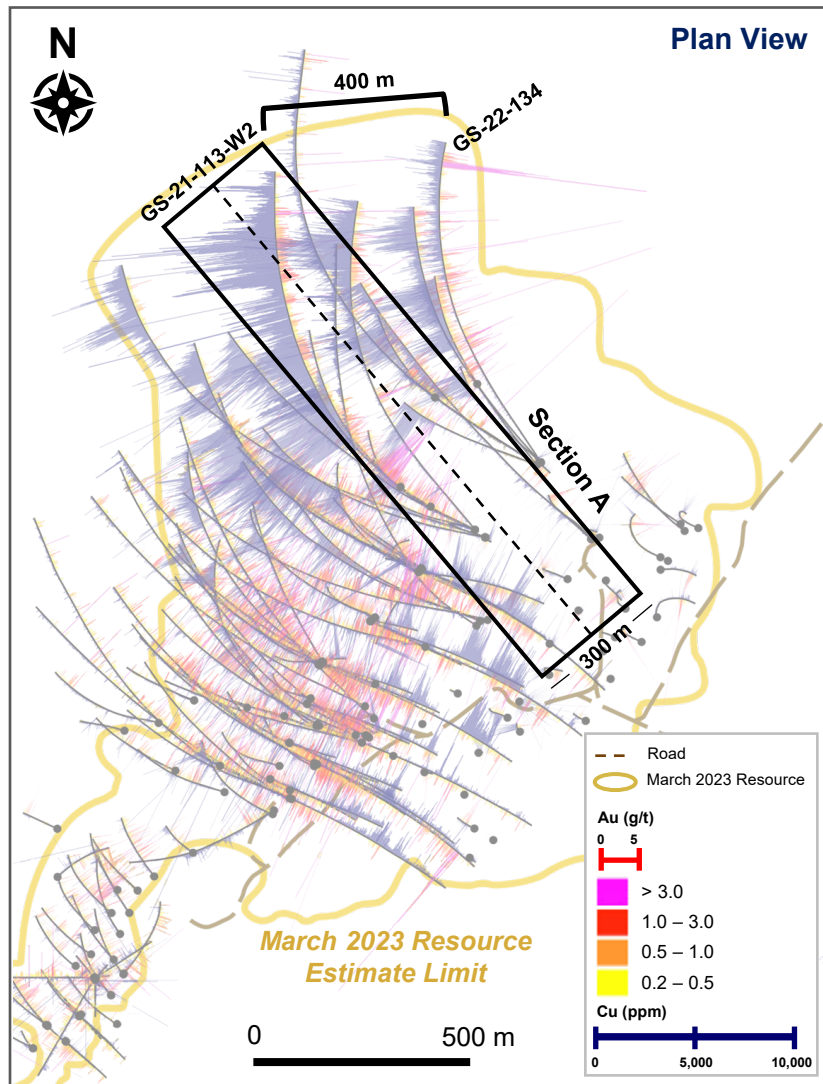 Plan View
N
400 m
GS-22-134
GS-21-113-W2
Section A
300 m
Road
March 2023 Resource
Au (g/t)
0 5
> 3.0
1.0 – 3.0
0.5 – 1.0
0.2 – 0.5
Cu (ppm)
0 5,000 10,000
March 2023 Resource
Estimate Limit
0 500 m